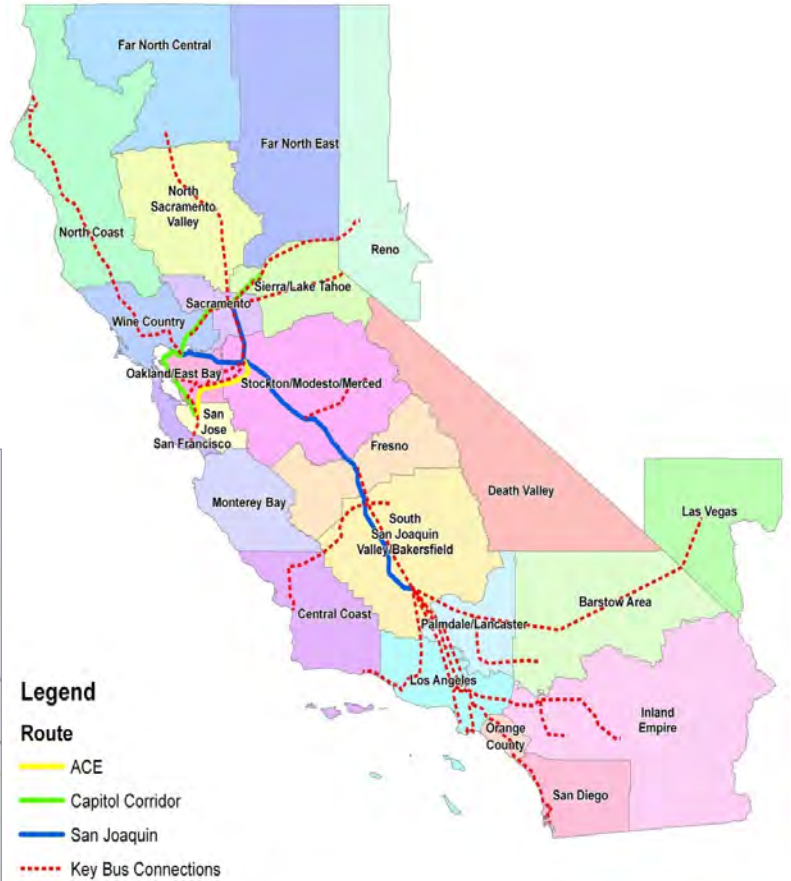 Far North Central
Far North East
North
Sacramento
Valley
North Coast
Reno
Sierra/Lake Tahoe
Sacramento
Wine Country
Oakland/East Bay
Stockton/Modesto/Merced
San
Jose
San Francisco
Fresno
Death Valley
Monterey Bay
Las Vegas
South
San Joaquin
Valley/Bakersfield
Barstow Area
Central Coast
Palmdale/Lancaster
Los Angeles
Inland
Empire
Orange
County
San Diego
Legend
Route
ACE
Capitol Corridor
San Joaquin
Key Bus Connections